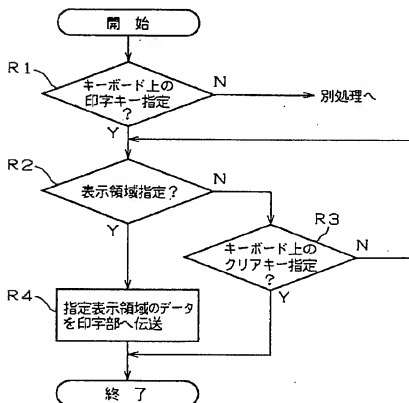 開始
R1
キーボード上の
印字キー指定
?
N
別処理へ
Y
R2
表示領域指定?
N
Y
R3
キーボード上の
クリアキー指定
?
N
Y
R4
指定表示領域のデータ
を印字部へ伝送
終了